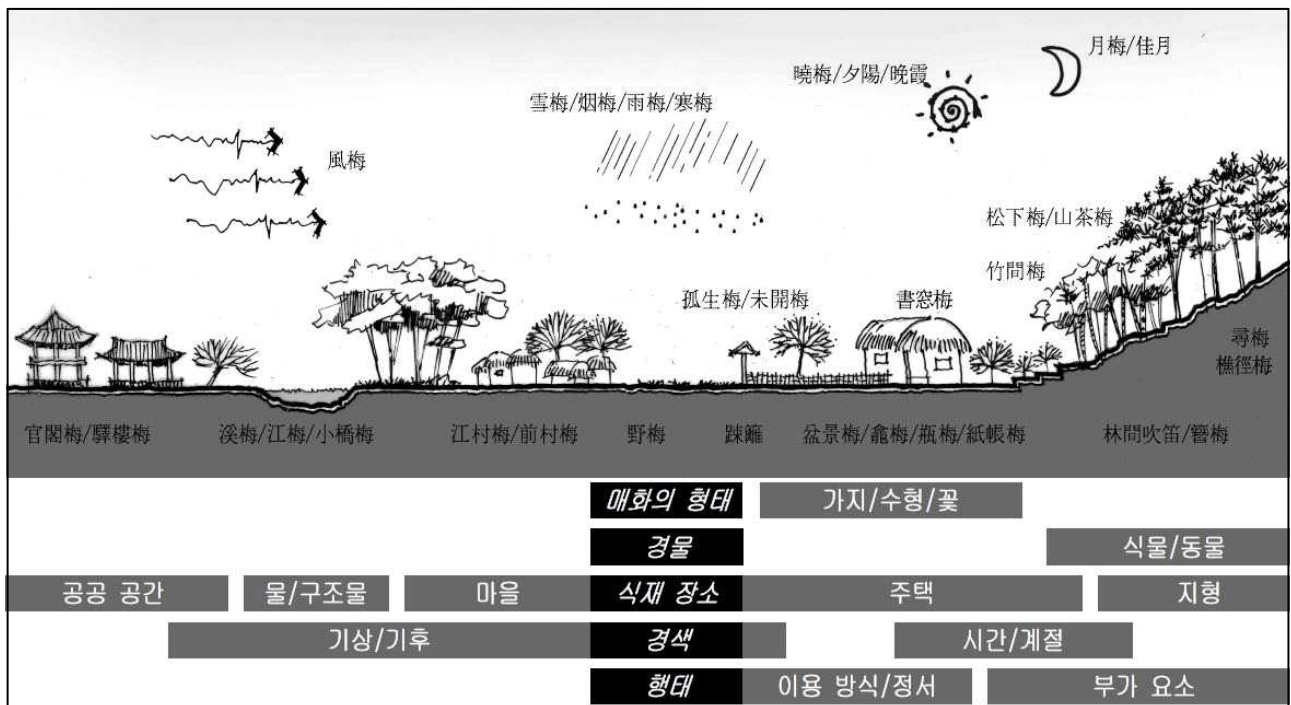 月梅/佳月
曉梅/夕陽/晩霞
雪梅/烟梅/雨梅/寒梅
風梅
松下梅/山茶梅
竹問梅
孤生梅/未開梅
書窓梅
尋梅
樵徑梅
官閣梅/驛樓梅
溪梅/江梅/小橋梅
江村梅/前村梅
野梅
踈籬
盆景梅/龕梅/瓶梅/紙帳梅
林問吹笛/簪梅
매화의 형태
가지/수형/꽃
경물
식물/동물
공공 공간
물/구조물
마을
식재 장소
주택
지형
기상/기후
경색
시간/계절
행태
이용 방식/정서
부가 요소